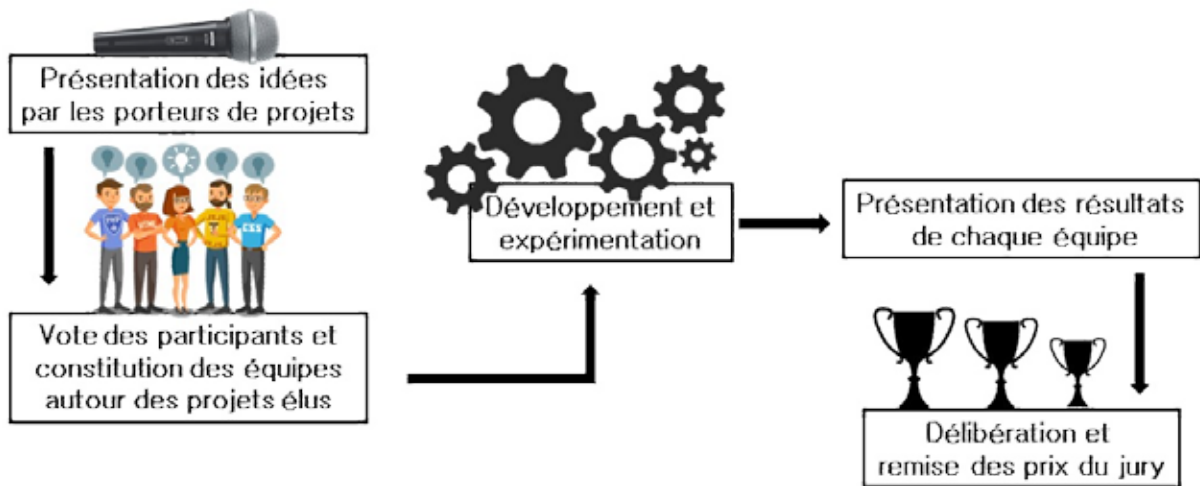 Présentation des idées
par les porteurs de projets
Vote des participants et
constitution des équipes
autour des projets élus
Développement et
expérimentation
Présentation des résultats
de chaque équipe
Délibération et
remise des prix du jury